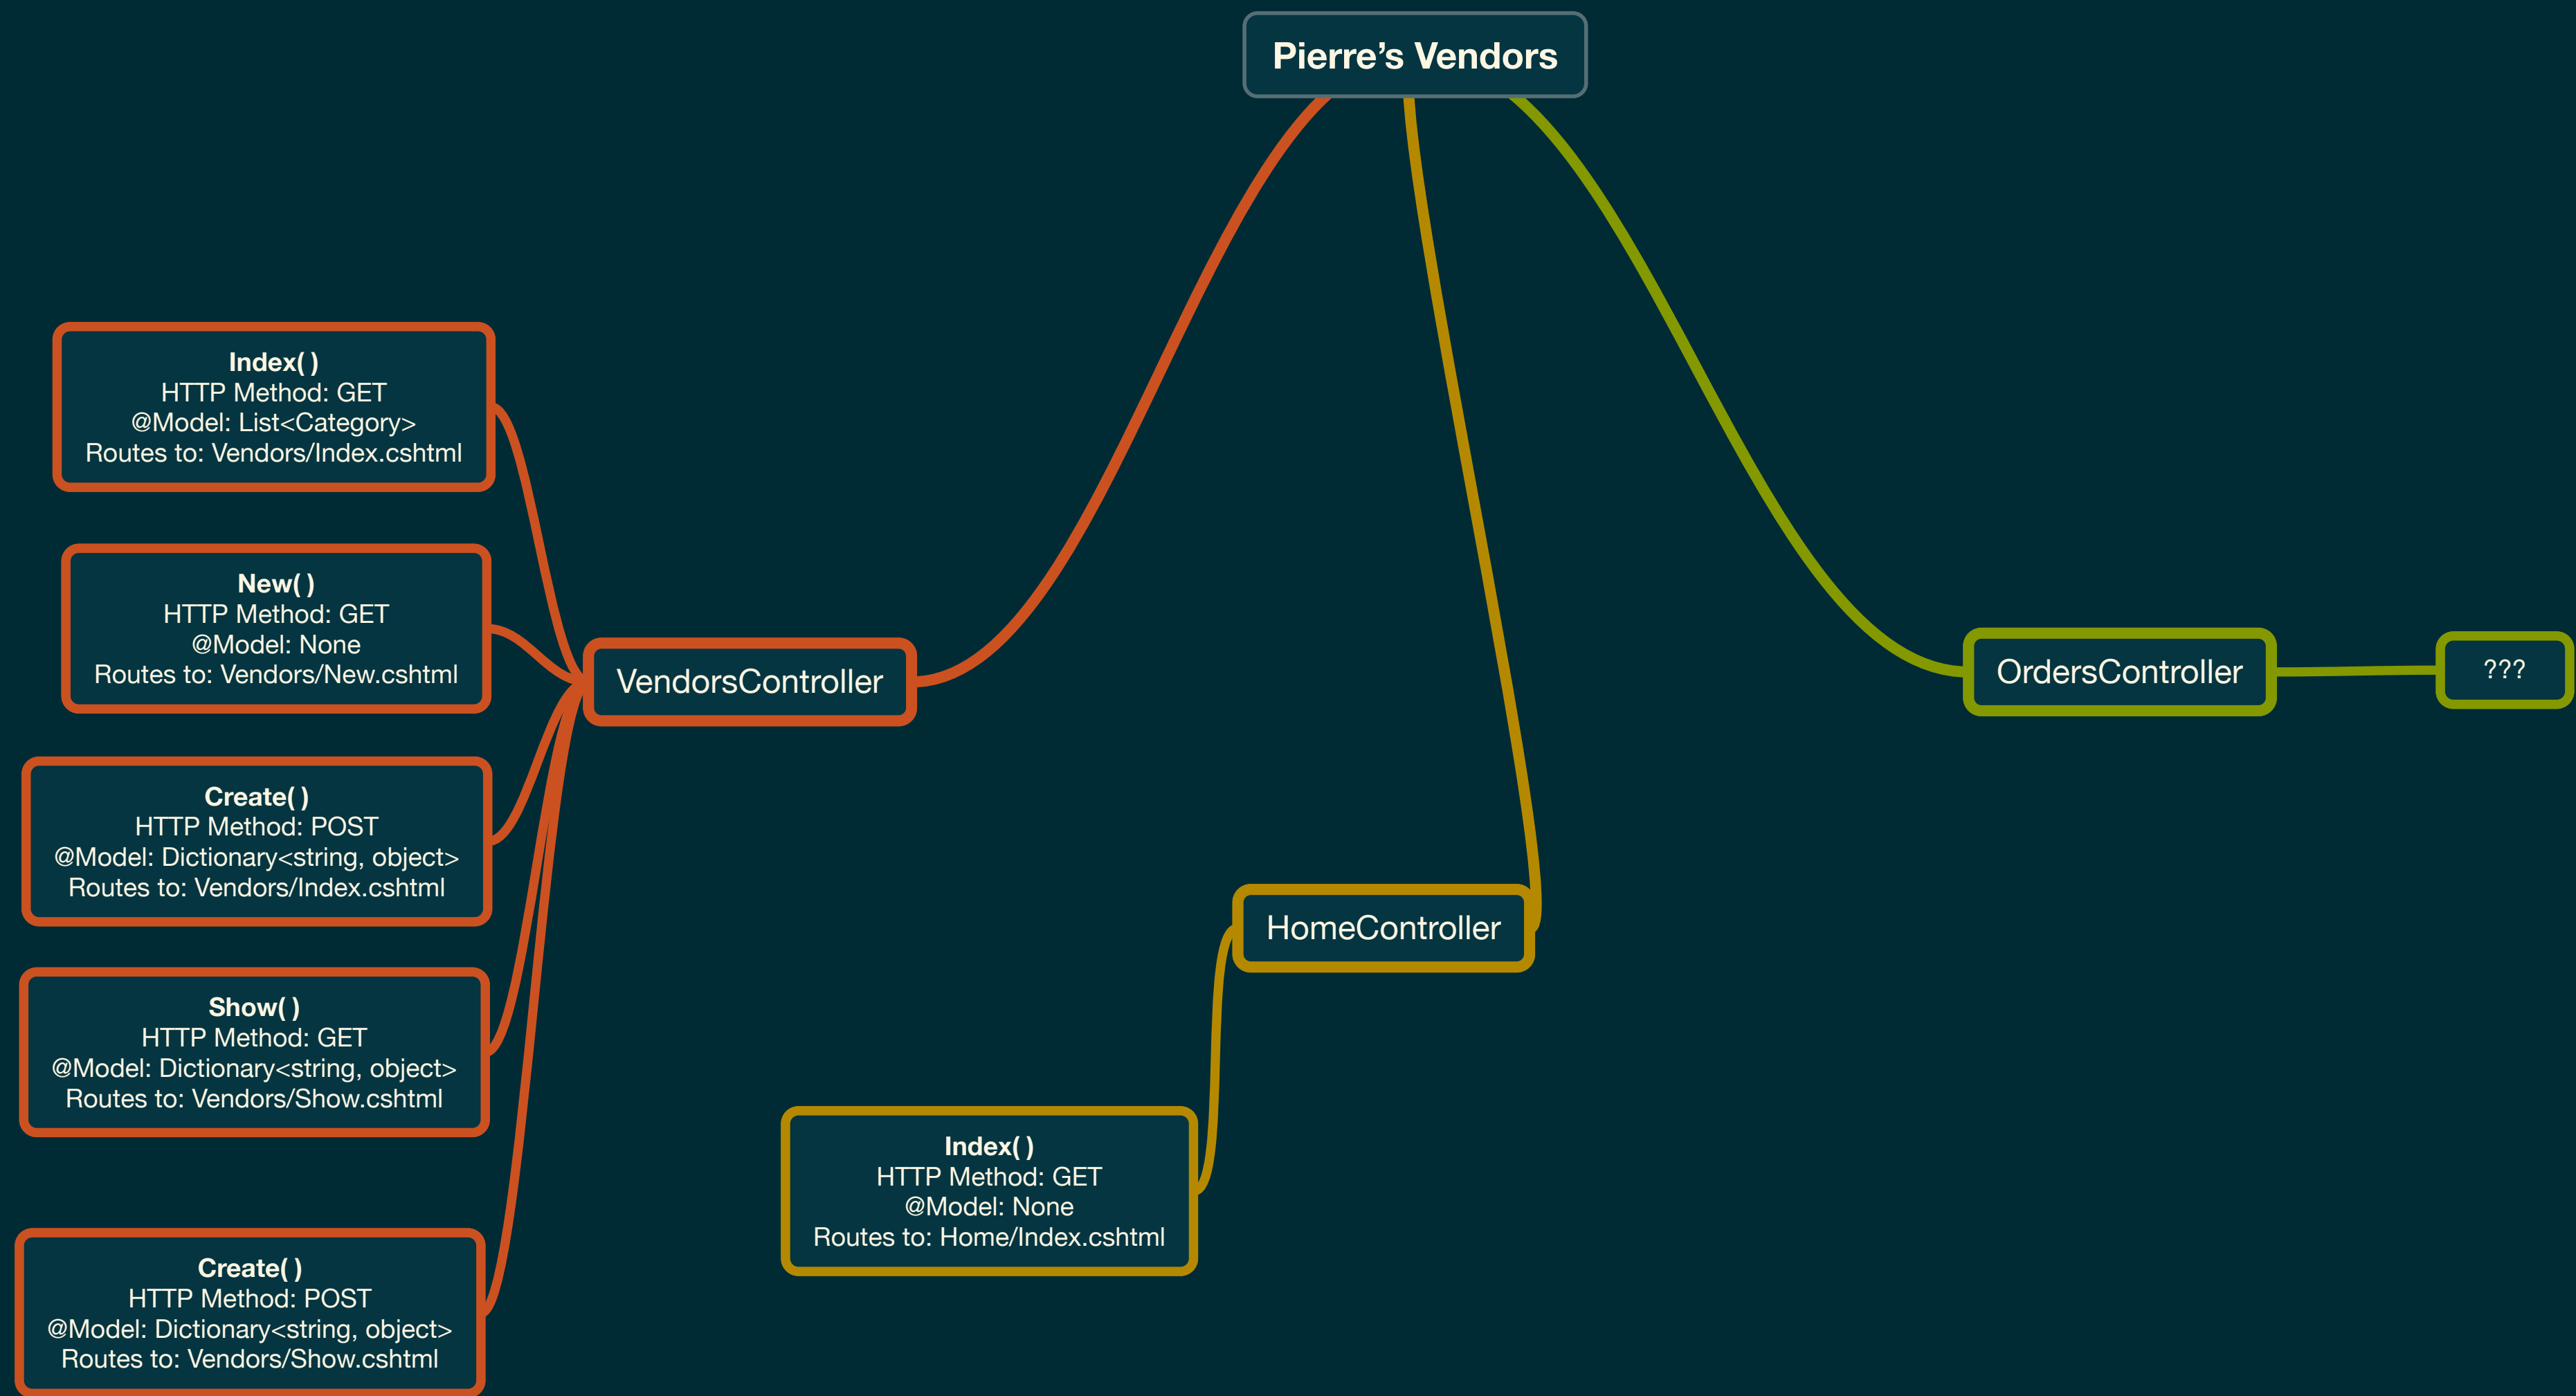 Pierre’s Vendors
Index( )
HTTP Method: GET
@Model: List<Category>
Routes to: Vendors/Index.cshtml
New( )
HTTP Method: GET
@Model: None
Routes to: Vendors/New.cshtml
VendorsController
Create( )
HTTP Method: POST
@Model: Dictionary<string, object>
Routes to: Vendors/Index.cshtml
Show( )
HTTP Method: GET
@Model: Dictionary<string, object>
Routes to: Vendors/Show.cshtml
Create( )
HTTP Method: POST
@Model: Dictionary<string, object>
Routes to: Vendors/Show.cshtml
HomeController
Index( )
HTTP Method: GET
@Model: None
Routes to: Home/Index.cshtml
OrdersController
???